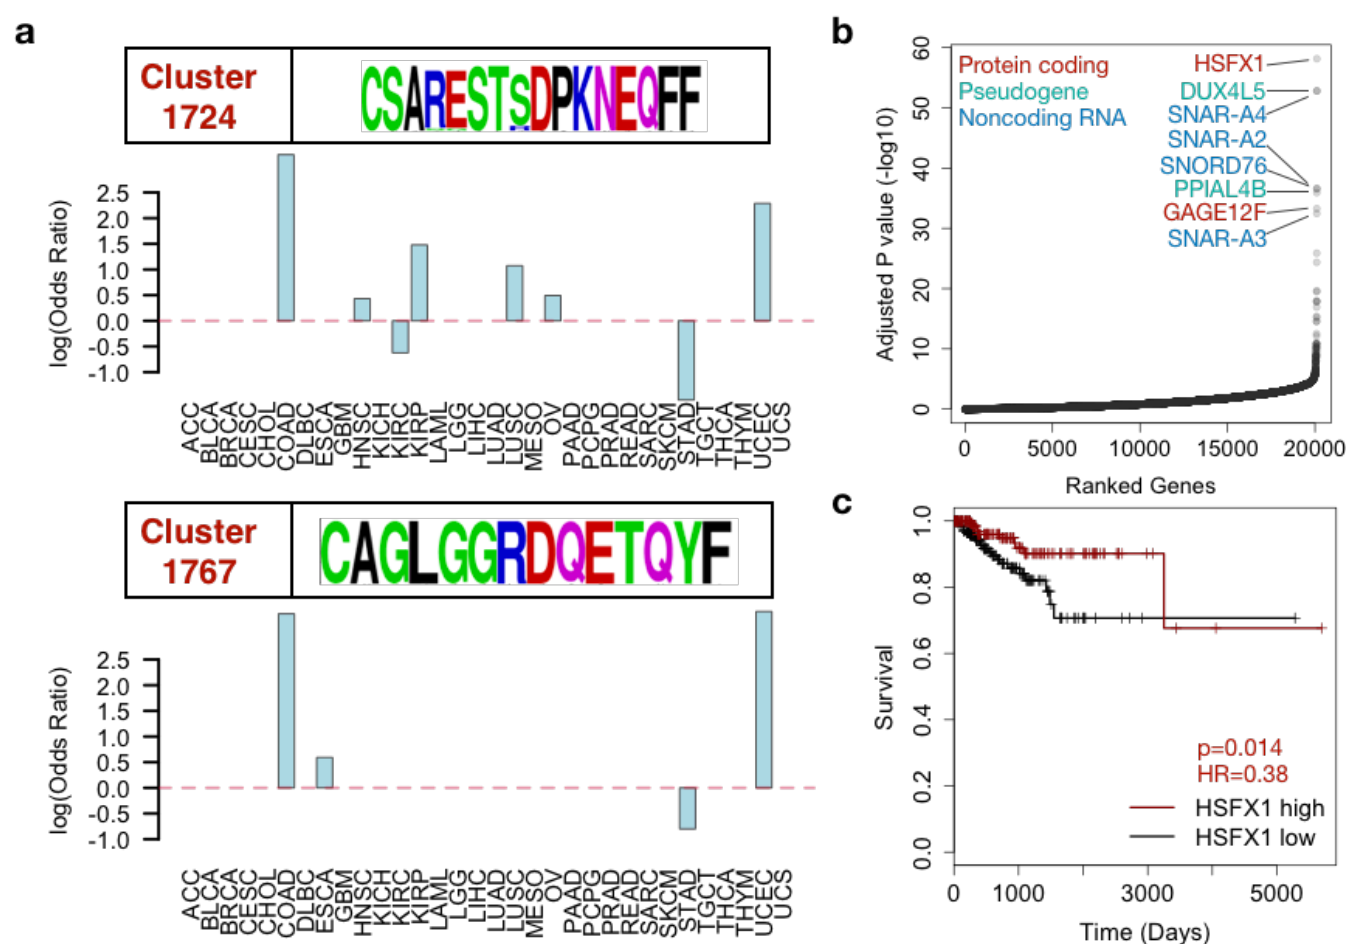 a
Cluster
1724
CSARESTSDPKNEQFF
log(Odds Ratio)
2.5
2.0
1.5
1.0
0.5
0.0
-0.5
-1.0
ACC
BLCA
BRCA
CESC
CHOL
COAD
DLBC
ESCA
GBM
HNSC
KICH
KIRC
KIRP
LAML
LGG
LIHC
LUAD
LUSC
MESO
OV
PAAD
PCPG
PRAD
READ
SARC
SKCM
STAD
TGCT
THCA
THYM
UCEC
UCS
Cluster
1767
CAGLGGRDQETQYF
log(Odds Ratio)
2.5
2.0
1.5
1.0
0.5
0.0
-0.5
-1.0
ACC
BLCA
BRCA
CESC
CHOL
COAD
DLBC
ESCA
GBM
HNSC
KICH
KIRC
KIRP
LAML
LGG
LIHC
LUAD
LUSC
MESO
OV
PAAD
PCPG
PRAD
READ
SARC
SKCM
STAD
TGCT
THCA
THYM
UCEC
UCS
b
Adjusted P value (-log10)
60
50
40
30
20
10
0
Protein coding
Pseudogene
Noncoding RNA
HSFX1
DUX4L5
SNAR-A4
SNAR-A2
SNORD76
PPIAL4B
GAGE12F
SNAR-A3
0 5000 10000 15000 20000
Ranked Genes
c
Survival
1.0
0.8
0.6
0.4
0.2
0.0
p=0.014
HR=0.38
HSFX1 high
HSFX1 low
0 1000 3000 5000
Time (Days)